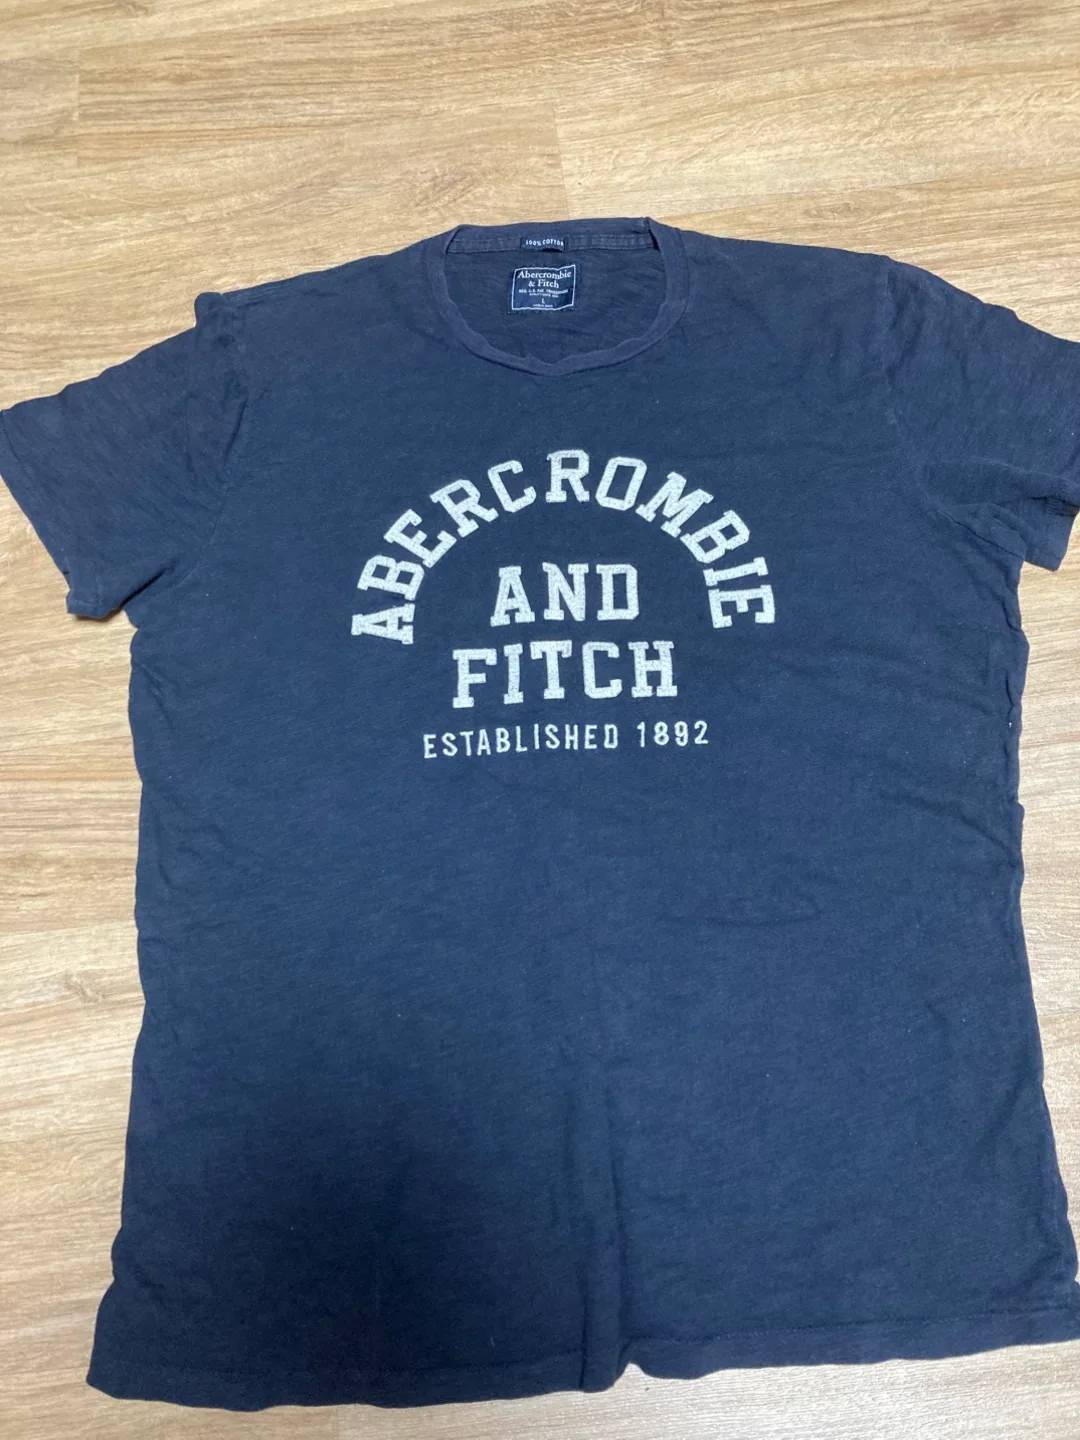 100% COTTON
Abercrombie
& Fitch
L
ABERCROMBIE
AND
FITCH
ESTABLISHED 1892